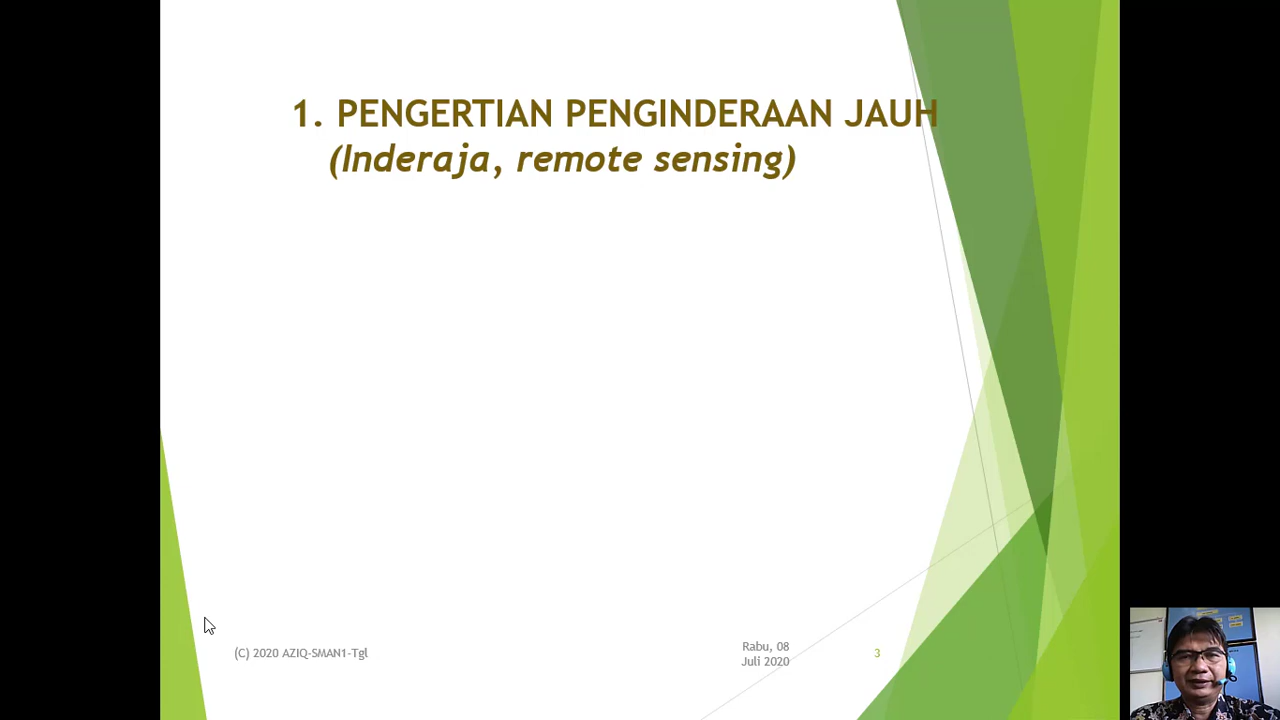 1. PENGERTIAN PENGINDERAAN JAUH
(Inderaja, remote sensing)
(C) 2020 AZIQ-SMAN1-Tgl
Rabu, 08
Juli 2020
3